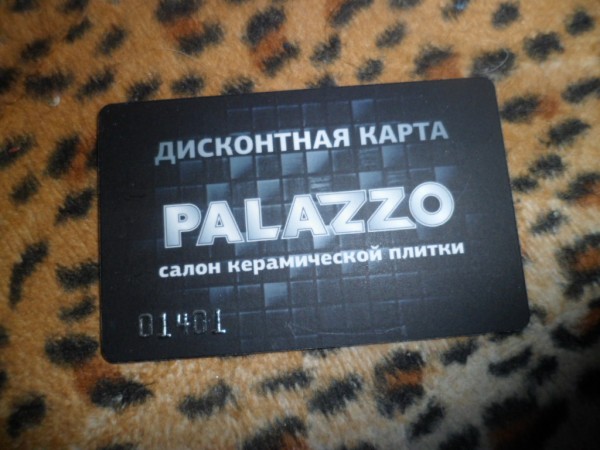 ДИСКОНТНАЯ КАРТА
PALAZZO
салон керамической плитки
01401